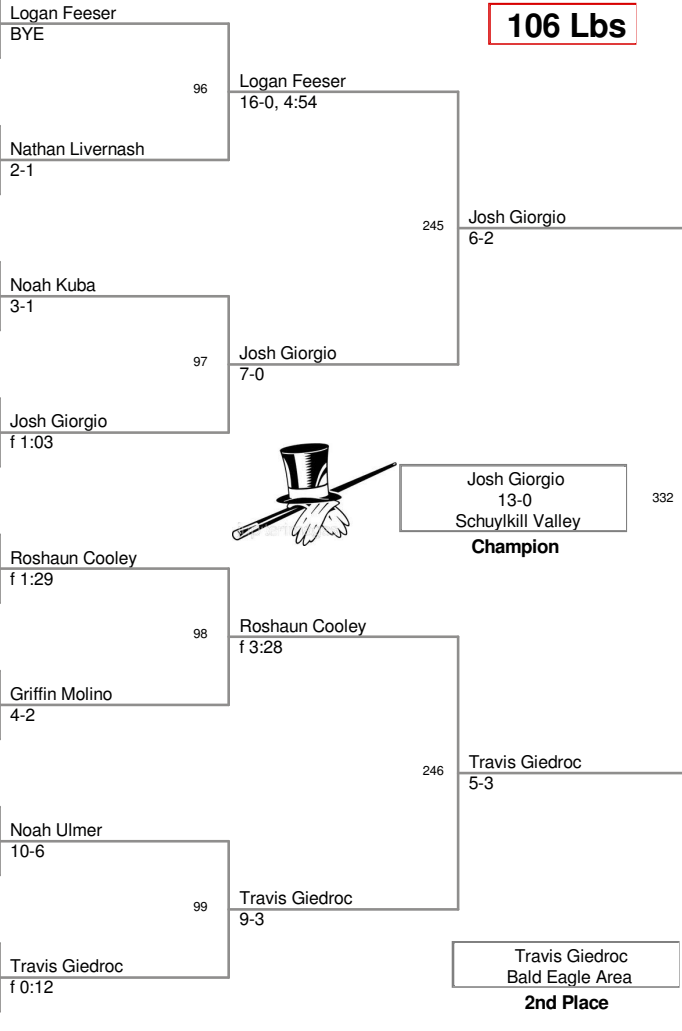 106 Lbs
Logan Feeser
BYE
96
Logan Feeser
16-0, 4:54
Nathan Livernash
2-1
245
Josh Giorgio
6-2
Noah Kuba
3-1
97
Josh Giorgio
7-0
Josh Giorgio
f 1:03
Josh Giorgio
13-0
Schuylkill Valley
332
Champion
Roshaun Cooley
f 1:29
98
Roshaun Cooley
f 3:28
Griffin Molino
4-2
246
Travis Giedroc
5-3
Noah Ulmer
10-6
99
Travis Giedroc
9-3
Travis Giedroc
f 0:12
Travis Giedroc
Bald Eagle Area
2nd Place